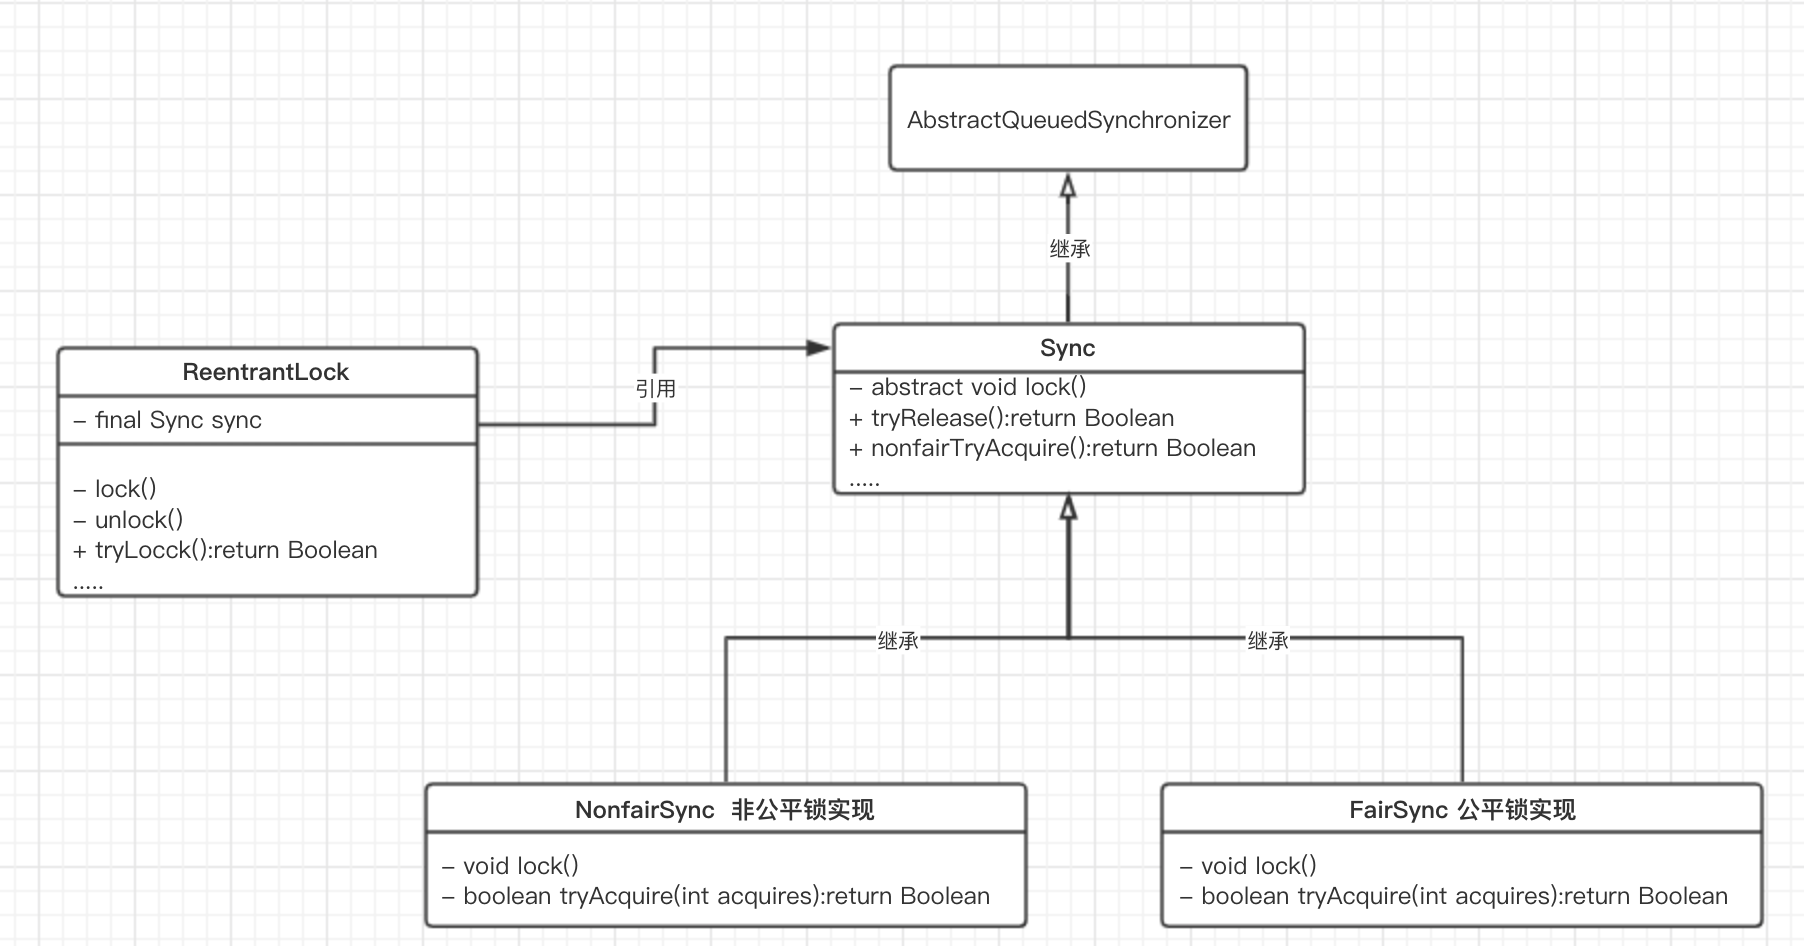 AbstractQueuedSynchronizer
继承
Sync
– abstract void lock()
+ tryRelease():return Boolean
+ nonfairTryAcquire():return Boolean
.....
引用
ReentrantLock
– final Sync sync
– lock()
– unlock()
+ tryLocck():return Boolean
.....
继承
继承
NonfairSync 非公平锁实现
– void lock()
– boolean tryAcquire(int acquires):return Boolean
FairSync 公平锁实现
– void lock()
– boolean tryAcquire(int acquires):return Boolean